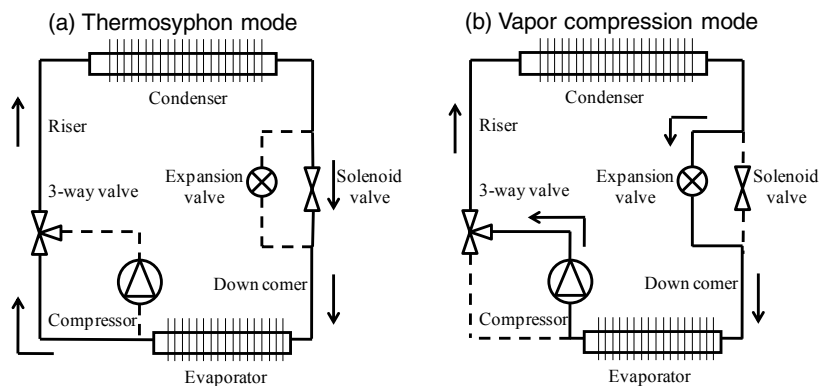 (a) Thermosyphon mode
Condenser
Riser
3-way valve
Expansion
valve
Solenoid
valve
Down comer
Compressor
Evaporator
(b) Vapor compression mode
Condenser
Riser
3-way valve
Expansion
valve
Solenoid
valve
Down comer
Compressor
Evaporator